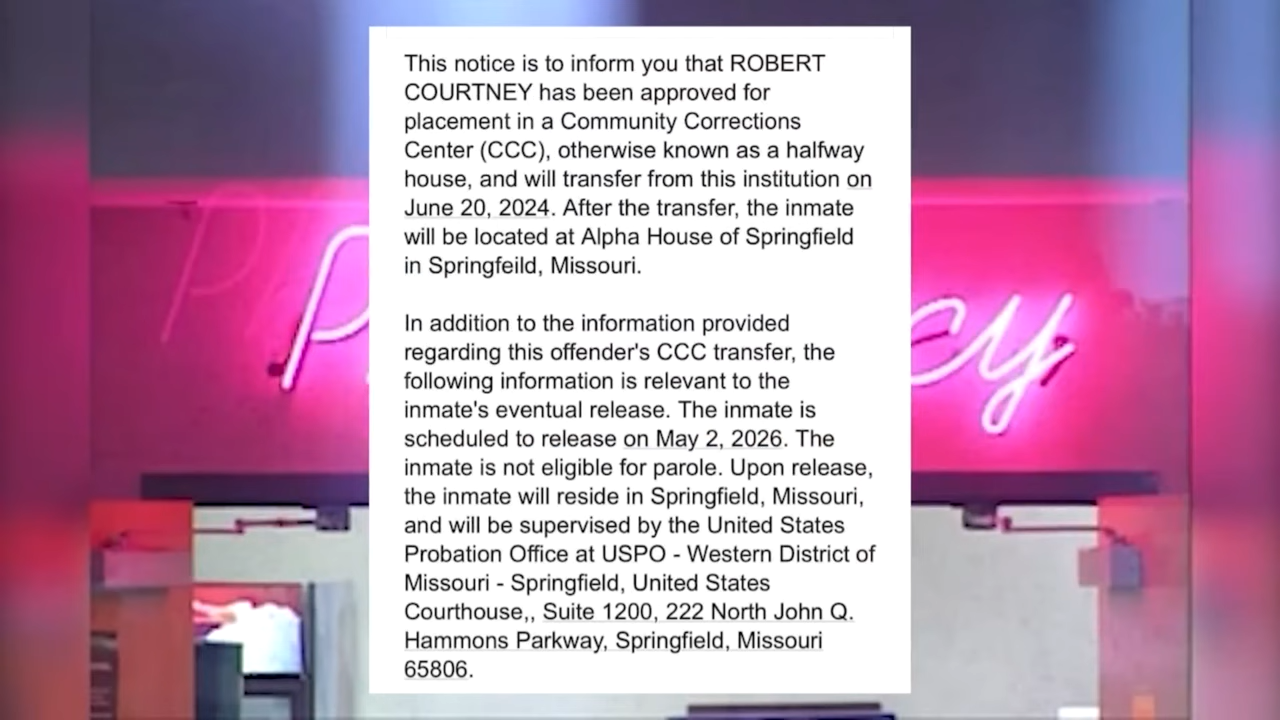 This notice is to inform you that ROBERT
COURTNEY has been approved for
placement in a Community Corrections
Center (CCC), otherwise known as a halfway
house, and will transfer from this institution on
June 20, 2024. After the transfer, the inmate
will be located at Alpha House of Springfield
in Springfeild, Missouri.
In addition to the information provided
regarding this offender's CCC transfer, the
following information is relevant to the
inmate's eventual release. The inmate is
scheduled to release on May 2, 2026. The
inmate is not eligible for parole. Upon release,
the inmate will reside in Springfield, Missouri,
and will be supervised by the United States
Probation Office at USPO - Western District of
Missouri - Springfield, United States
Courthouse,, Suite 1200, 222 North John Q.
Hammons Parkway, Springfield, Missouri
65806.
P cy